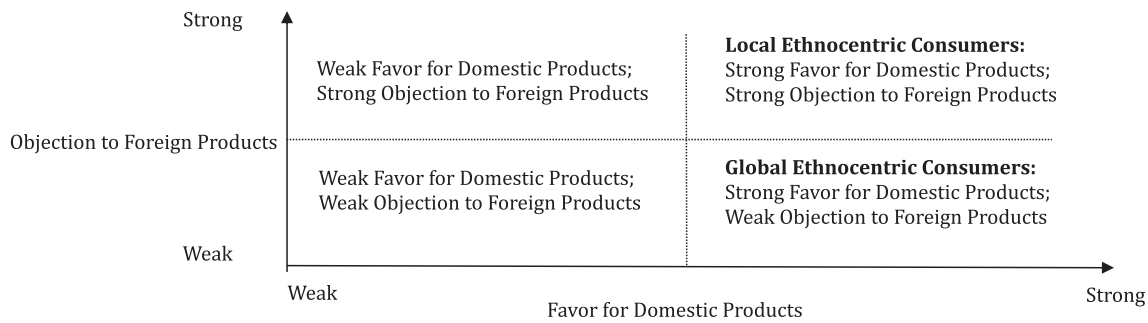 Strong
Local Ethnocentric Consumers:
Weak Favor for Domestic Products;
Strong Favor for Domestic Products;
Strong Objection to Foreign Products
Strong Objection to Foreign Products
Objection to Foreign Products
Global Ethnocentric Consumers:
Weak Favor for Domestic Products;
Strong Favor for Domestic Products;
Weak Objection to Foreign Products
Weak Objection to Foreign Products
Weak
Weak
Strong
Favor for Domestic Products